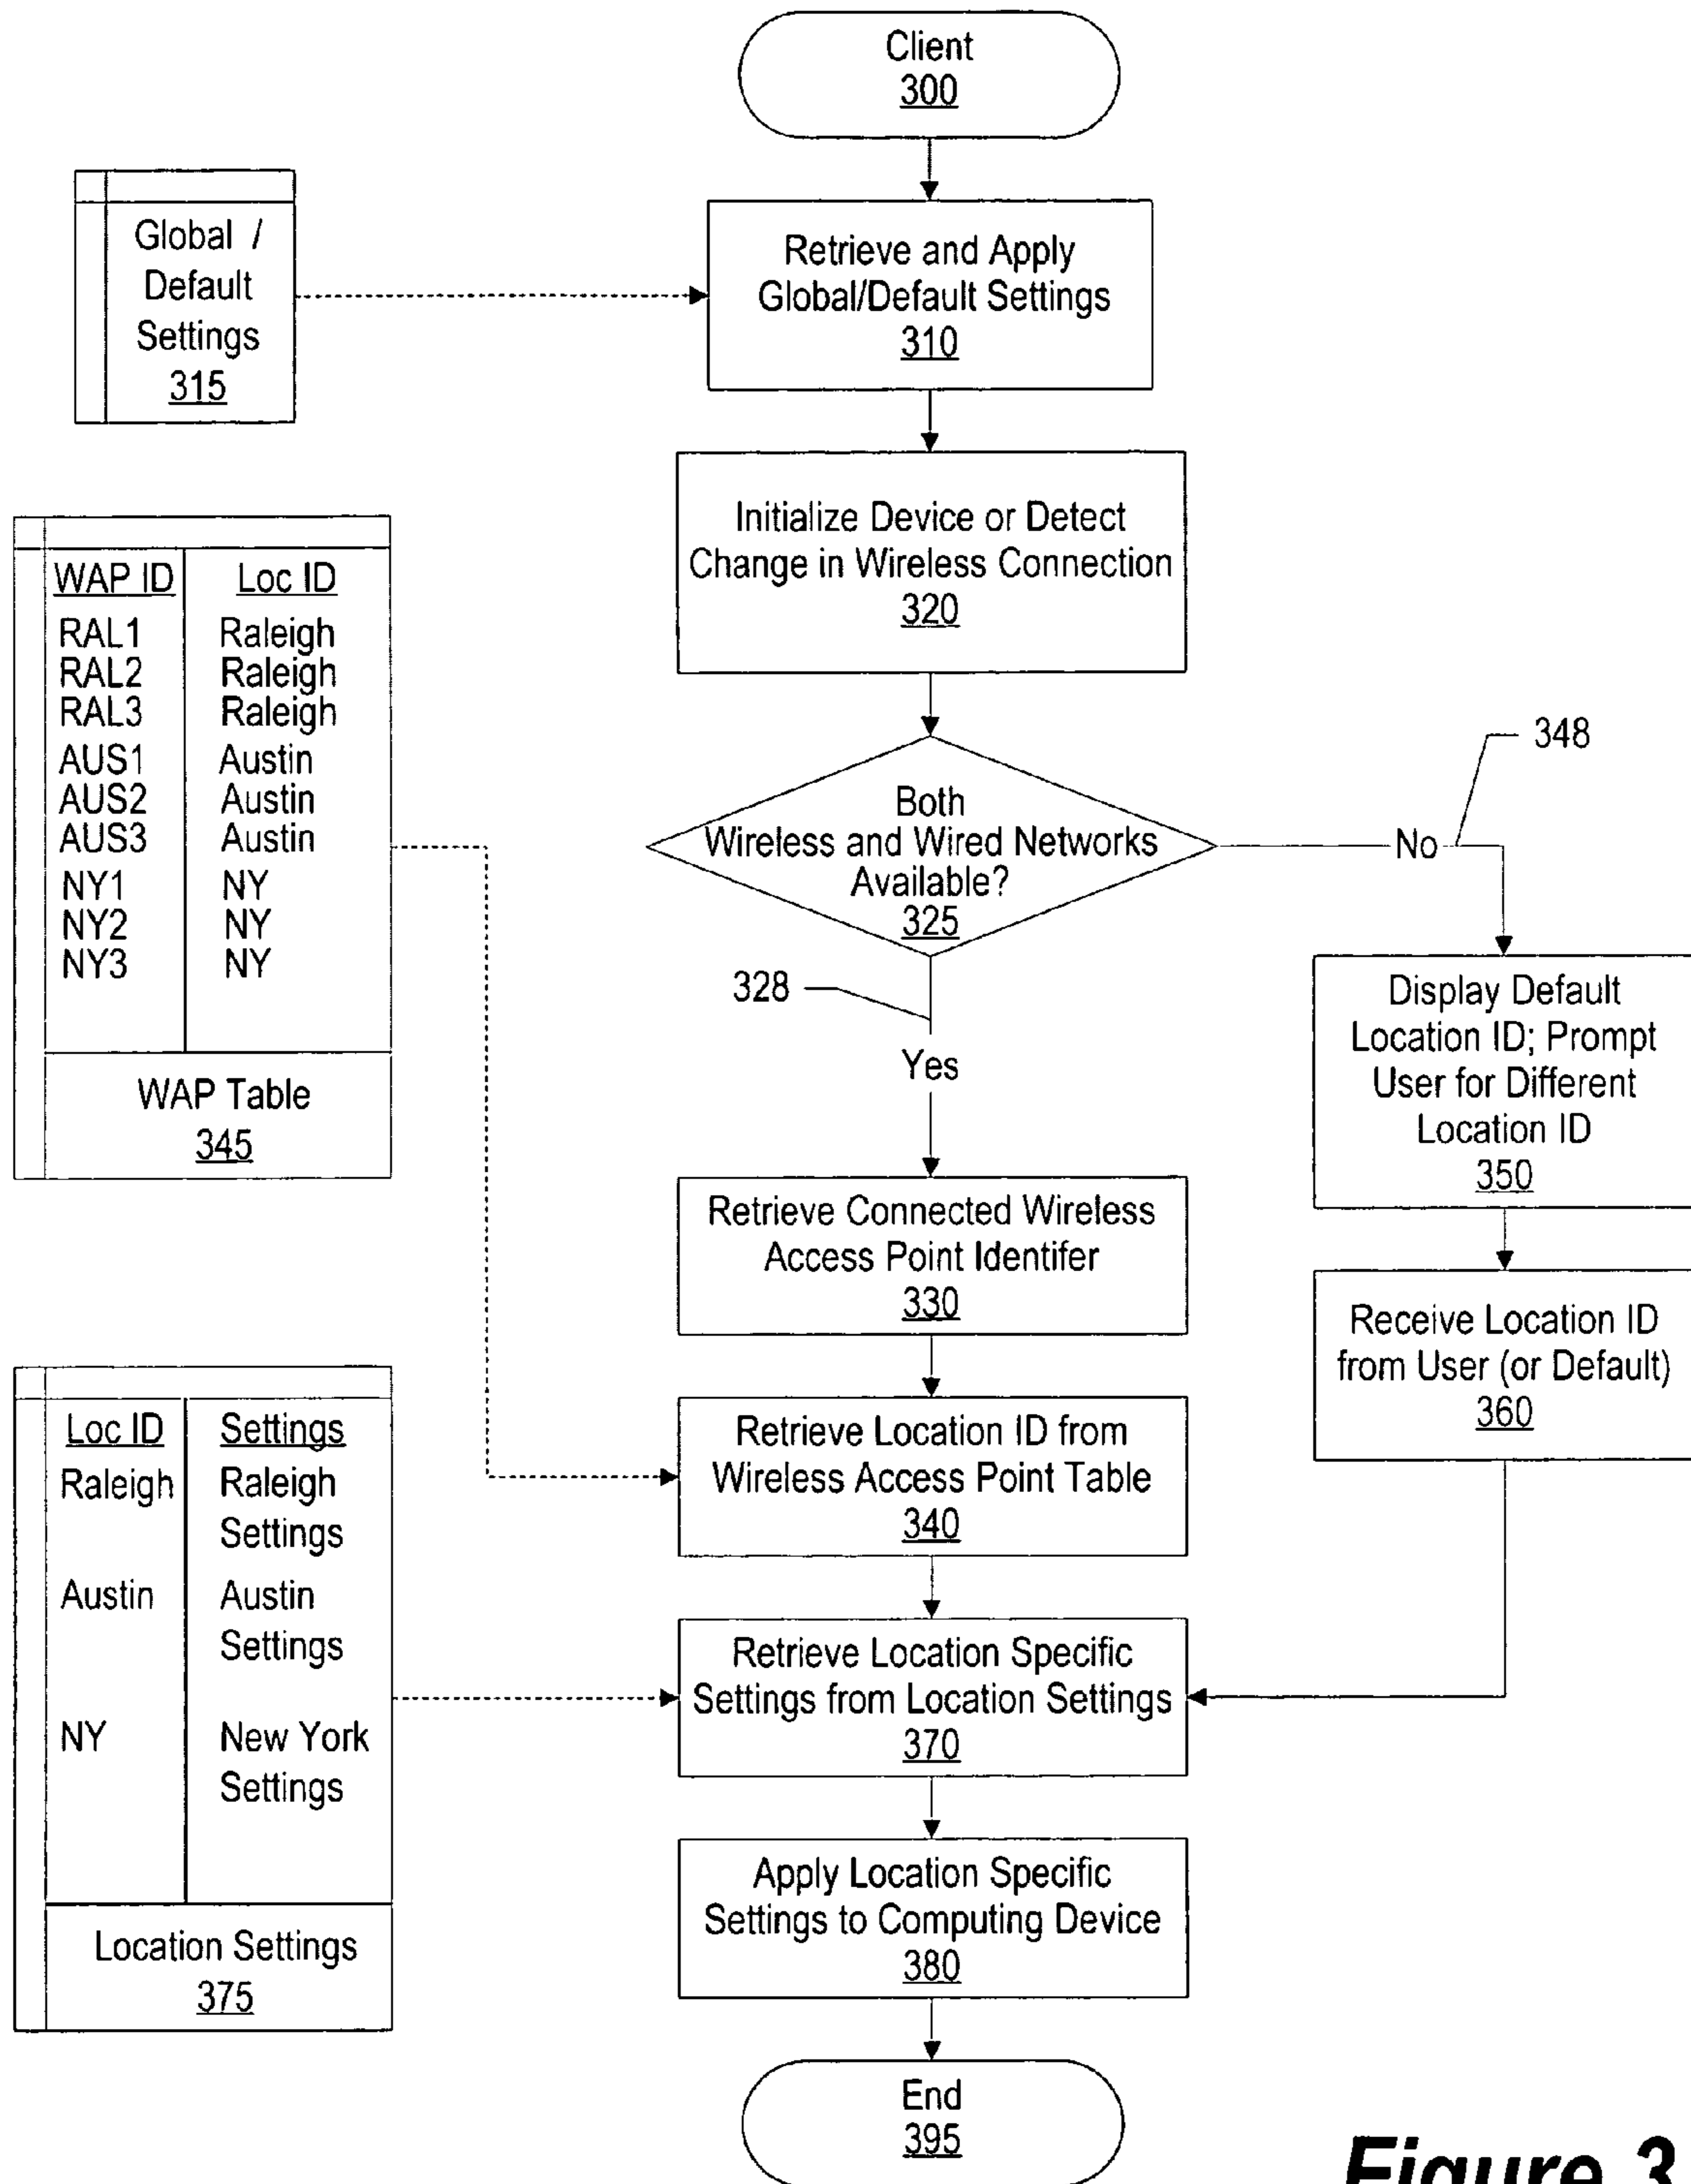 Client
300
Global /
Default
Settings
315
Retrieve and Apply
Global/Default Settings
310
Initialize Device or Detect
Change in Wireless Connection
320
WAP ID Loc ID
RAL1 Raleigh
RAL2 Raleigh
RAL3 Raleigh
AUS1 Austin
AUS2 Austin
AUS3 Austin
NY1 NY
NY2 NY
NY3 NY
WAP Table
345
Both
Wireless and Wired Networks
Available?
325
No
348
328
Yes
Display Default
Location ID; Prompt
User for Different
Location ID
350
Retrieve Connected Wireless
Access Point Identifer
330
Receive Location ID
from User (or Default)
360
Retrieve Location ID from
Wireless Access Point Table
340
Loc ID Settings
Raleigh Raleigh
Settings
Austin Austin
Settings
NY New York
Settings
Location Settings
375
Retrieve Location Specific
Settings from Location Settings
370
Apply Location Specific
Settings to Computing Device
380
End
395
Figure 3